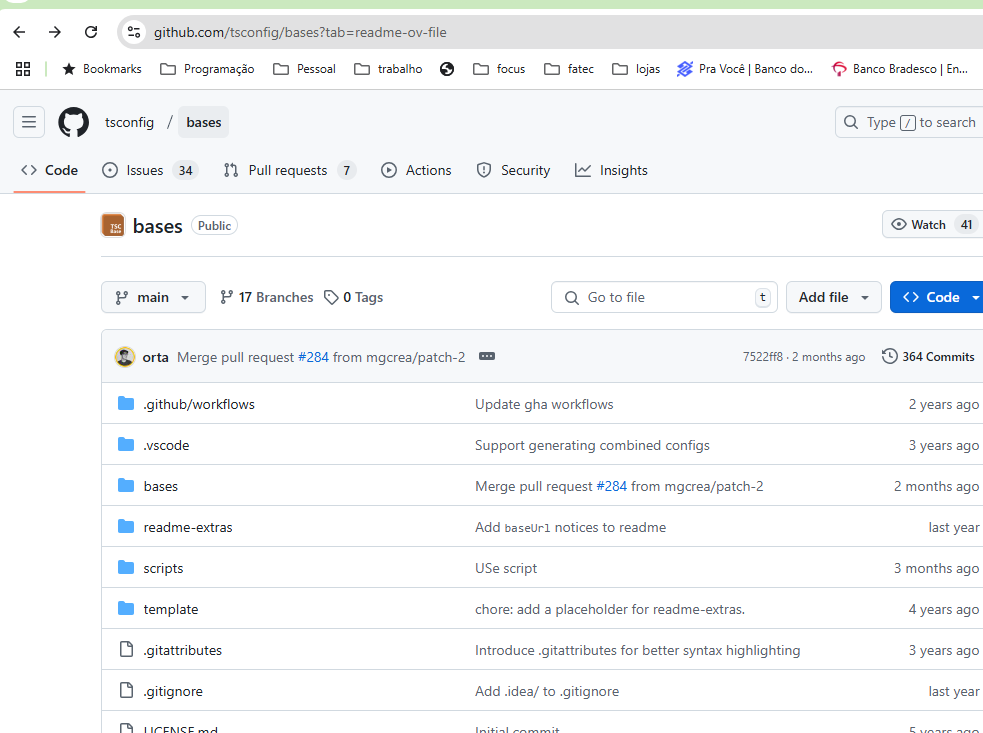 github.com/tsconfig/bases?tab=readme-ov-file
Bookmarks Programação Pessoal trabalho focus fatec lojas Pra Você | Banco do... Banco Bradesco | En...
tsconfig / bases Type / to search
Code Issues 34 Pull requests 7 Actions Security Insights
TSC Base bases Public Watch 41
main 17 Branches 0 Tags Go to file t Add file Code
orta Merge pull request #284 from mgcrea/patch-2 7522ff8 · 2 months ago 364 Commits
.github/workflows Update gha workflows 2 years ago
.vscode Support generating combined configs 3 years ago
bases Merge pull request #284 from mgcrea/patch-2 2 months ago
readme-extras Add baseUrl notices to readme last year
scripts USe script 3 months ago
template chore: add a placeholder for readme-extras. 4 years ago
.gitattributes Introduce .gitattributes for better syntax highlighting 3 years ago
.gitignore Add .idea/ to .gitignore last year
LICENSE.md Initial commit 5 years ago